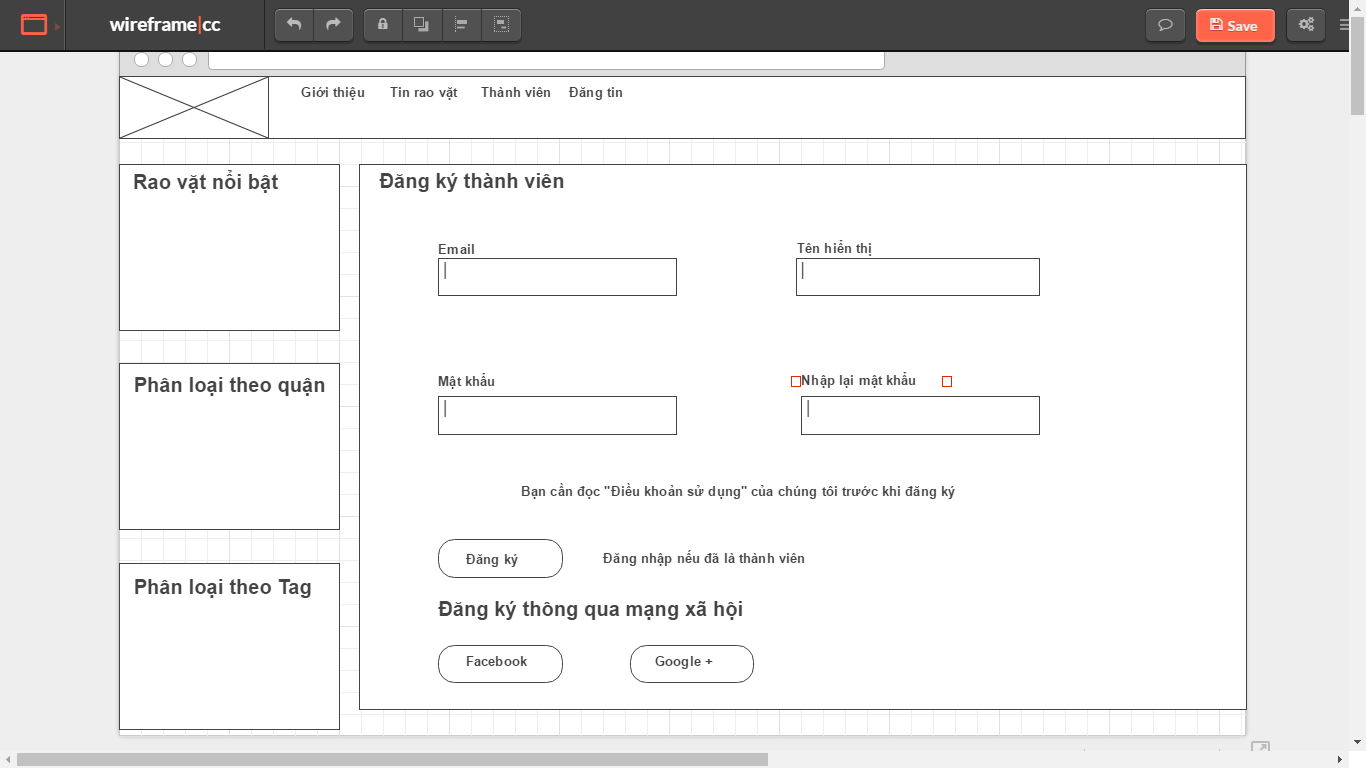 wireframe|cc
Save
Giới thiệu Tin rao vặt Thành viên Đăng tin
Rao vặt nổi bật
Đăng ký thành viên
Email
Tên hiển thị
Phân loại theo quận
Mật khẩu
Nhập lại mật khẩu
Bạn cần đọc "Điều khoản sử dụng" của chúng tôi trước khi đăng ký
Đăng ký
Đăng nhập nếu đã là thành viên
Phân loại theo Tag
Đăng ký thông qua mạng xã hội
Facebook
Google +